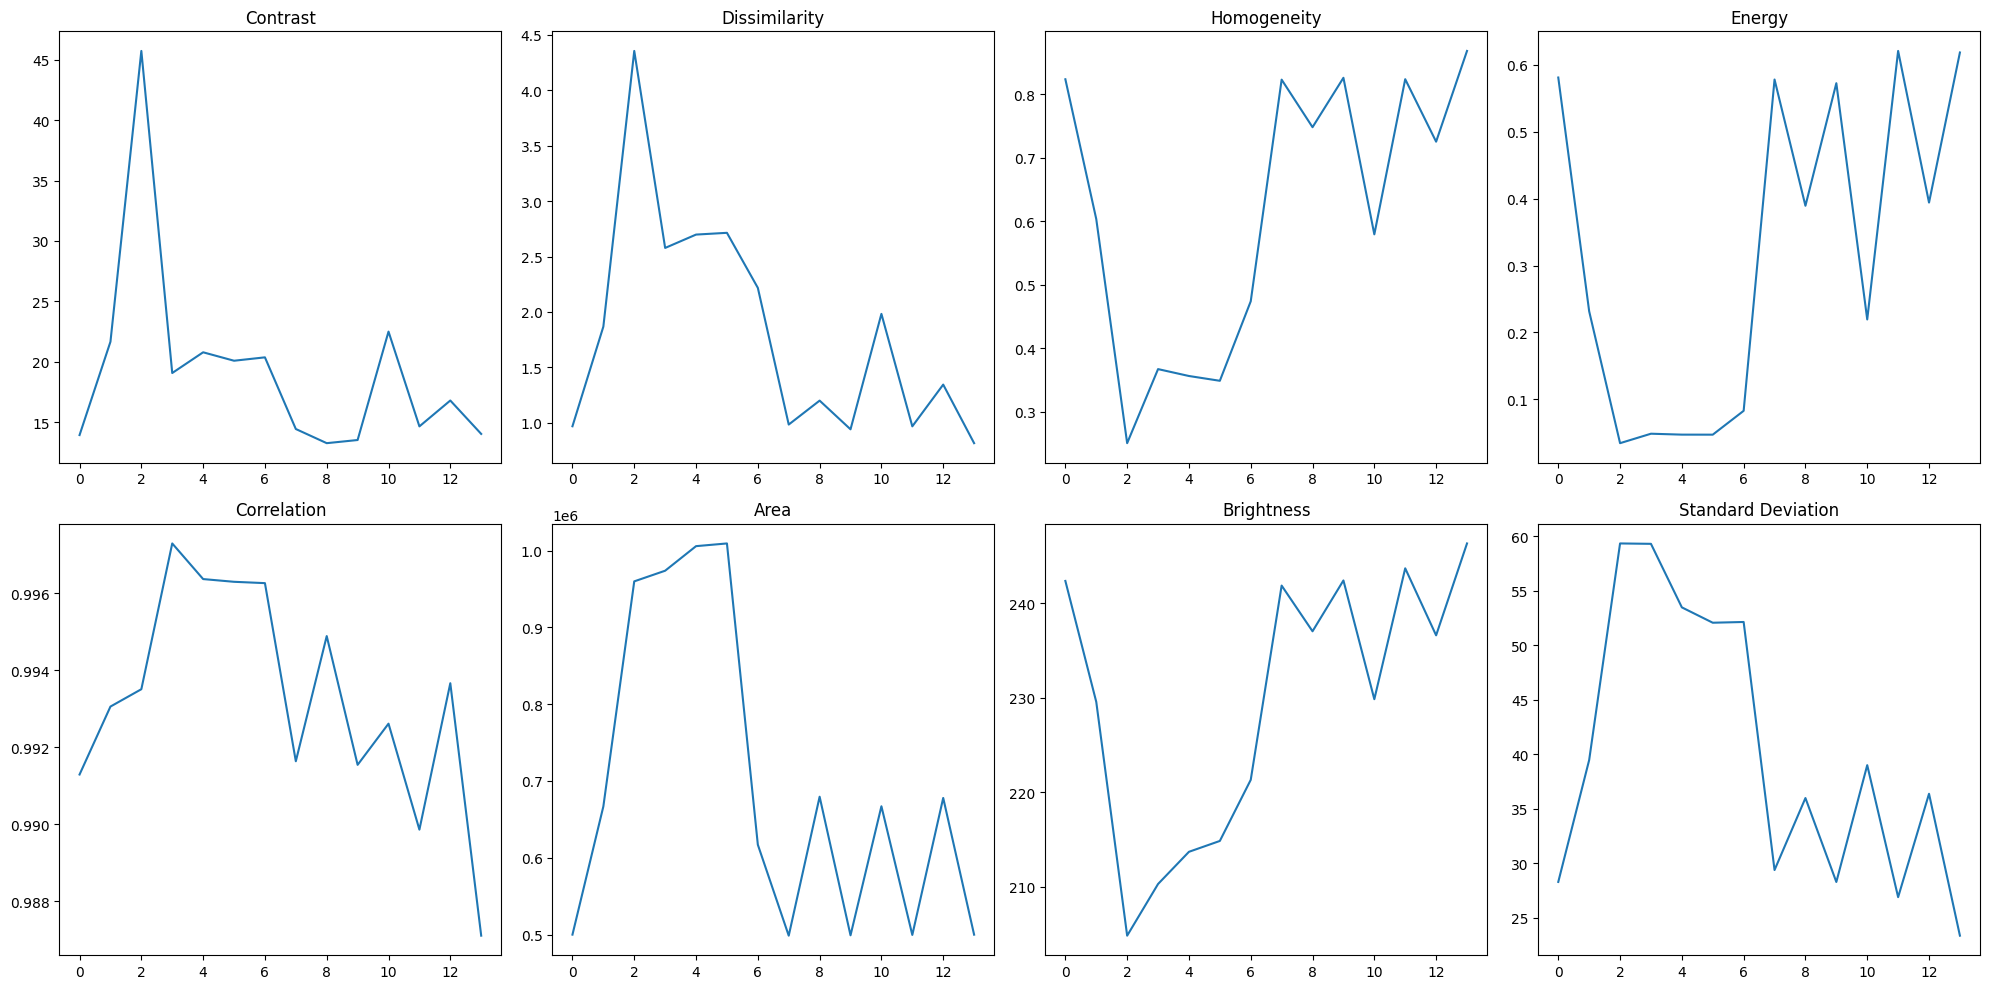 Contrast
45
40
35
30
25
20
15
0 2 4 6 8 10 12
Dissimilarity
4.5
4.0
3.5
3.0
2.5
2.0
1.5
1.0
0 2 4 6 8 10 12
Homogeneity
0.8
0.7
0.6
0.5
0.4
0.3
0 2 4 6 8 10 12
Energy
0.6
0.5
0.4
0.3
0.2
0.1
0 2 4 6 8 10 12
Correlation
0.996
0.994
0.992
0.990
0.988
0 2 4 6 8 10 12
Area
1e6
1.0
0.9
0.8
0.7
0.6
0.5
0 2 4 6 8 10 12
Brightness
240
230
220
210
0 2 4 6 8 10 12
Standard Deviation
60
55
50
45
40
35
30
25
0 2 4 6 8 10 12